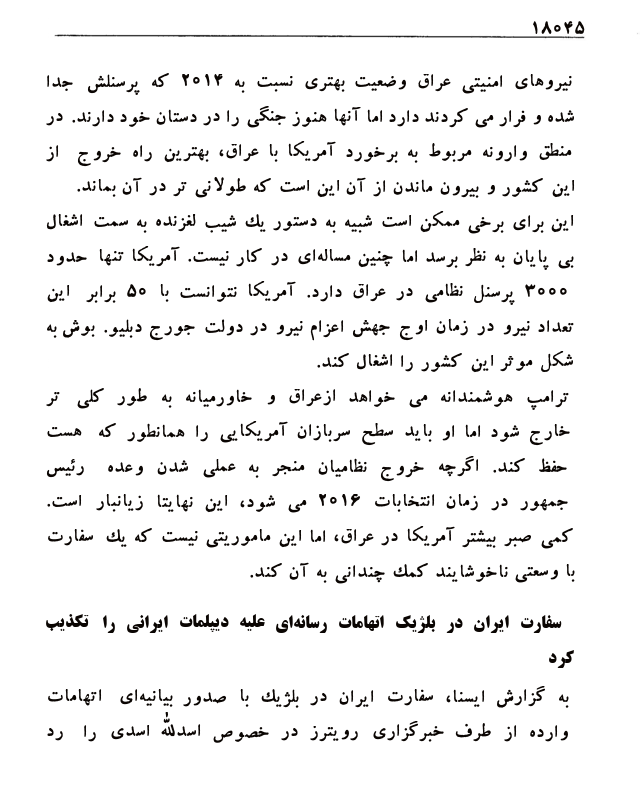 ۱۸۰۴۵
نیروهای امنیتی عراق وضعیت بهتری نسبت به ۲۰۱۴ که پرسنلش جدا
شده و فرار می کردند دارد اما آنها هنوز جنگی را در دستان خود دارند. در
منطق وارونه مربوط به برخورد آمریکا با عراق، بهترین راه خروج از
این کشور و بیرون ماندن از آن این است که طولانی تر در آن بماند.
این برای برخی ممکن است شبیه به دستور یك شیب لغزنده به سمت اشغال
بی پایان به نظر برسد اما چنین مساله‌ای در کار نیست. آمریکا تنها حدود
۳۰۰۰ پرسنل نظامی در عراق دارد. آمریکا نتوانست با ۵۰ برابر این
تعداد نیرو در زمان اوج جهش اعزام نیرو در دولت جورج دبلیو. بوش به
شکل موثر این کشور را اشغال کند.
ترامپ هوشمندانه می خواهد ازعراق و خاورمیانه به طور کلی تر
خارج شود اما او باید سطح سربازان آمریکایی را همانطور که هست
حفظ کند. اگرچه خروج نظامیان منجر به عملی شدن وعده رئیس
جمهور در زمان انتخابات ۲۰۱۶ می شود، این نهایتا زیانبار است.
کمی صبر بیشتر آمریکا در عراق، اما این ماموریتی نیست که یك سفارت
با وسعتی ناخوشایند کمك چندانی به آن کند.
سفارت ایران در بلژیک اتهامات رسانه‌ای علیه دیپلمات ایرانی را تکذیب
کرد
به گزارش ایسنا، سفارت ایران در بلژیك با صدور بیانیه‌ای اتهامات
وارده از طرف خبرگزاری رویترز در خصوص اسدالله اسدی را رد